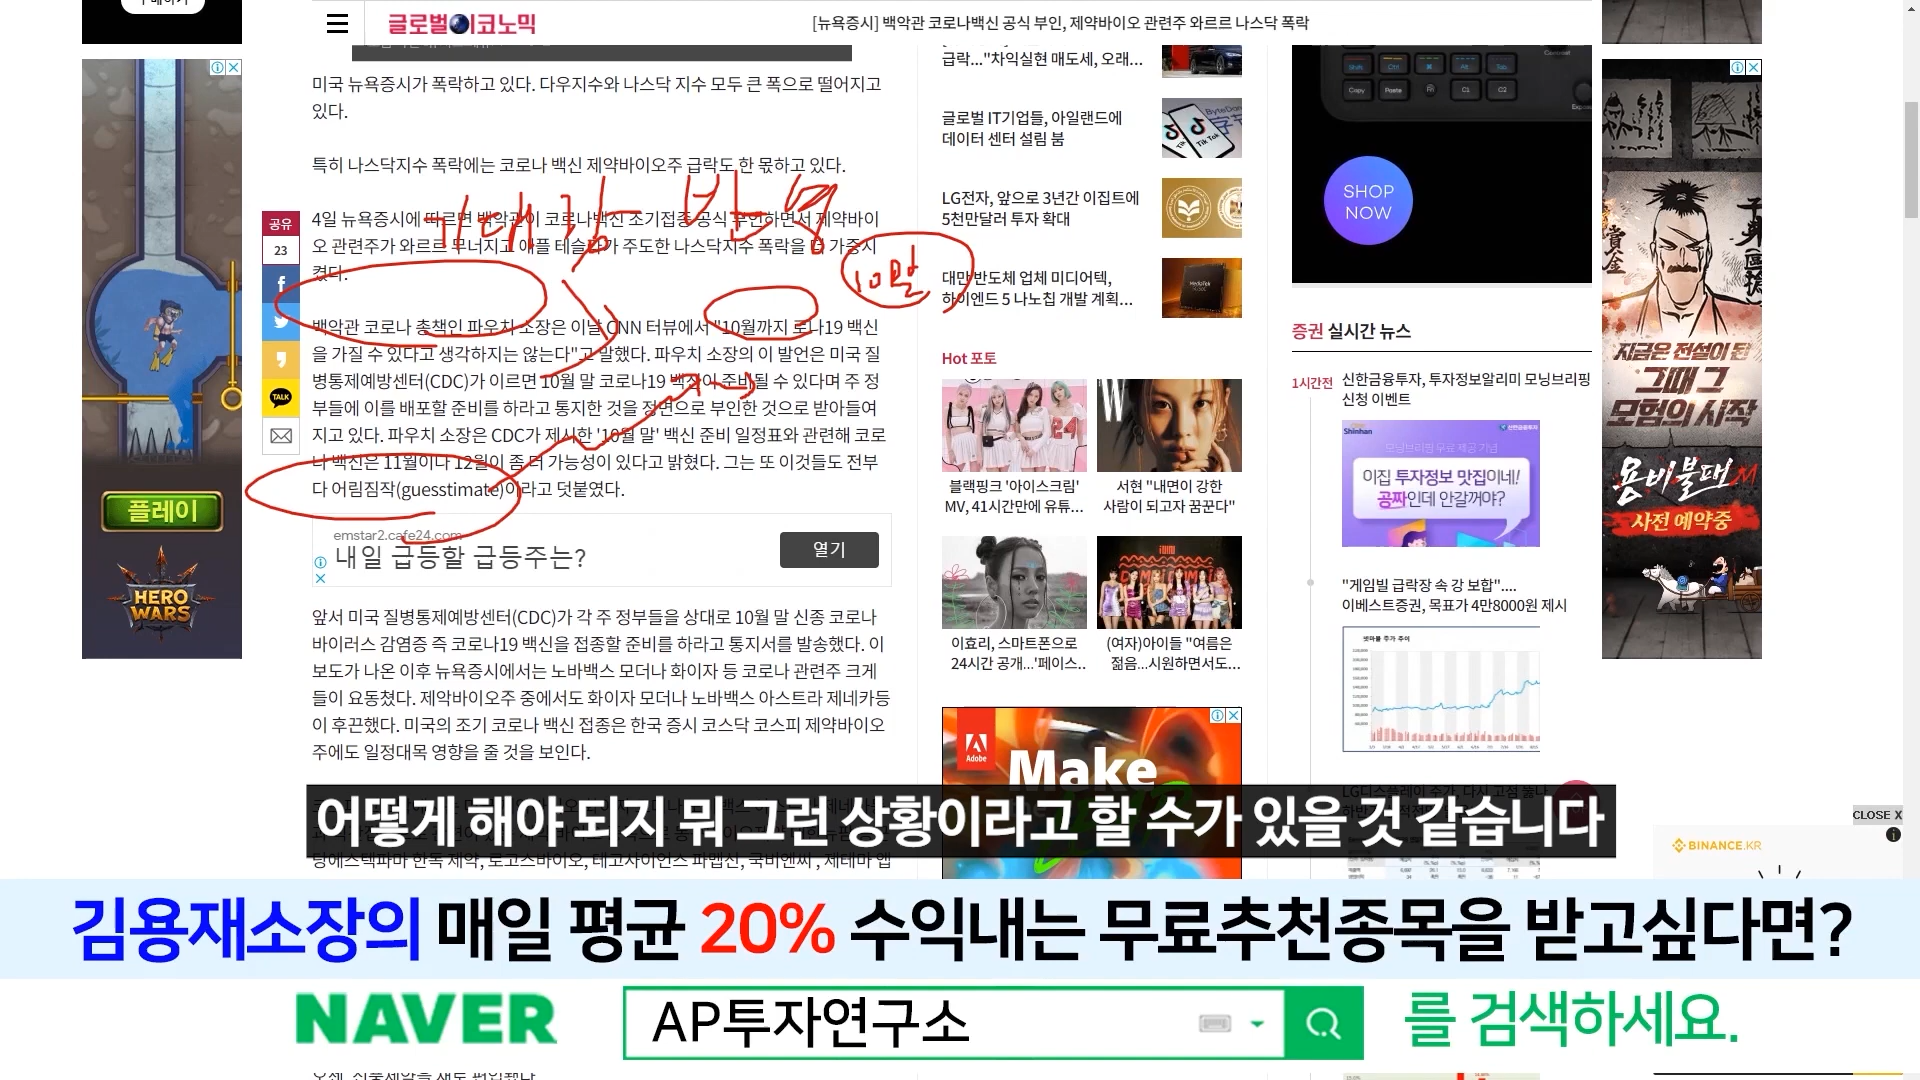 글로벌이코노믹
[뉴욕증시] 백악관 코로나백신 공식 부인, 제약바이오 관련주 와르르 나스닥 폭락
미국 뉴욕증시가 폭락하고 있다. 다우지수와 나스닥 지수 모두 큰 폭으로 떨어지고
있다.
특히 나스닥지수 폭락에는 코로나 백신 제약바이오주 급락도 한 몫하고 있다.
기대감 반영
10말
공유
23
4일 뉴욕증시에 따르면 백악관이 코로나백신 조기접종 공식 부인하면서 제약바이
오 관련주가 와르르 무너지고 애플 테슬라가 주도한 나스닥지수 폭락을 더 가중시
켰다.
백악관 코로나 총책인 파우치 소장은 이날 CNN 터뷰에서 "10월까지 로나19 백신
을 가질 수 있다고 생각하지는 않는다"고 말했다. 파우치 소장의 이 발언은 미국 질
병통제예방센터(CDC)가 이르면 10월 말 코로나19 백신이 준비될 수 있다며 주 정
부들에 이를 배포할 준비를 하라고 통지한 것을 정면으로 부인한 것으로 받아들여
지고 있다. 파우치 소장은 CDC가 제시한 '10월 말' 백신 준비 일정표와 관련해 코로
나 백신은 11월이나 12월이 좀 더 가능성이 있다고 밝혔다. 그는 또 이것들도 전부
다 어림짐작(guesstimate)이라고 덧붙였다.
TALK
emstar2.cafe24.com
내일 급등할 급등주는?
열기
앞서 미국 질병통제예방센터(CDC)가 각 주 정부들을 상대로 10월 말 신종 코로나
바이러스 감염증 즉 코로나19 백신을 접종할 준비를 하라고 통지서를 발송했다. 이
보도가 나온 이후 뉴욕증시에서는 노바백스 모더나 화이자 등 코로나 관련주 크게
들이 요동쳤다. 제악바이오주 중에서도 화이자 모더나 노바백스 아스트라 제네카등
이 후끈했다. 미국의 조기 코로나 백신 접종은 한국 증시 코스닥 코스피 제약바이오
주에도 일정대목 영향을 줄 것을 보인다.
급락..."차익실현 매도세, 오래...
글로벌 IT기업들, 아일랜드에
데이터 센터 설립 붐
LG전자, 앞으로 3년간 이집트에
5천만달러 투자 확대
대만 반도체 업체 미디어텍,
하이엔드 5 나노칩 개발 계획...
Hot 포토
블랙핑크 '아이스크림'
MV, 41시간만에 유튜...
서현 "내면이 강한
사람이 되고자 꿈꾼다"
이효리, 스마트폰으로
24시간 공개...'페이스..
(여자)아이들 "여름은
젊음...시원하면서도...
Adobe
Make
SHOP
NOW
증권 실시간 뉴스
1시간전
신한금융투자, 투자정보알리미 모닝브리핑
신청 이벤트
Shinhan
신한금융투자
모닝브리핑 무료 제공 기념
이집 투자정보 맛집이네!
공짜인데 안갈꺼야?
"게임빌 급락장 속 강 보합"....
이베스트증권, 목표가 4만8000원 제시
넷마블 주가 추이
플레이
HERO
WARS
지금은 전설이 된
그때 그
모험의 시작
용비불패M
사전 예약중
CLOSE X
BINANCE.KR
어떻게 해야 되지 뭐 그런 상황이라고 할 수가 있을 것 같습니다
김용재소장의 매일 평균 20% 수익내는 무료추천종목을 받고싶다면?
NAVER
AP투자연구소
를 검색하세요.